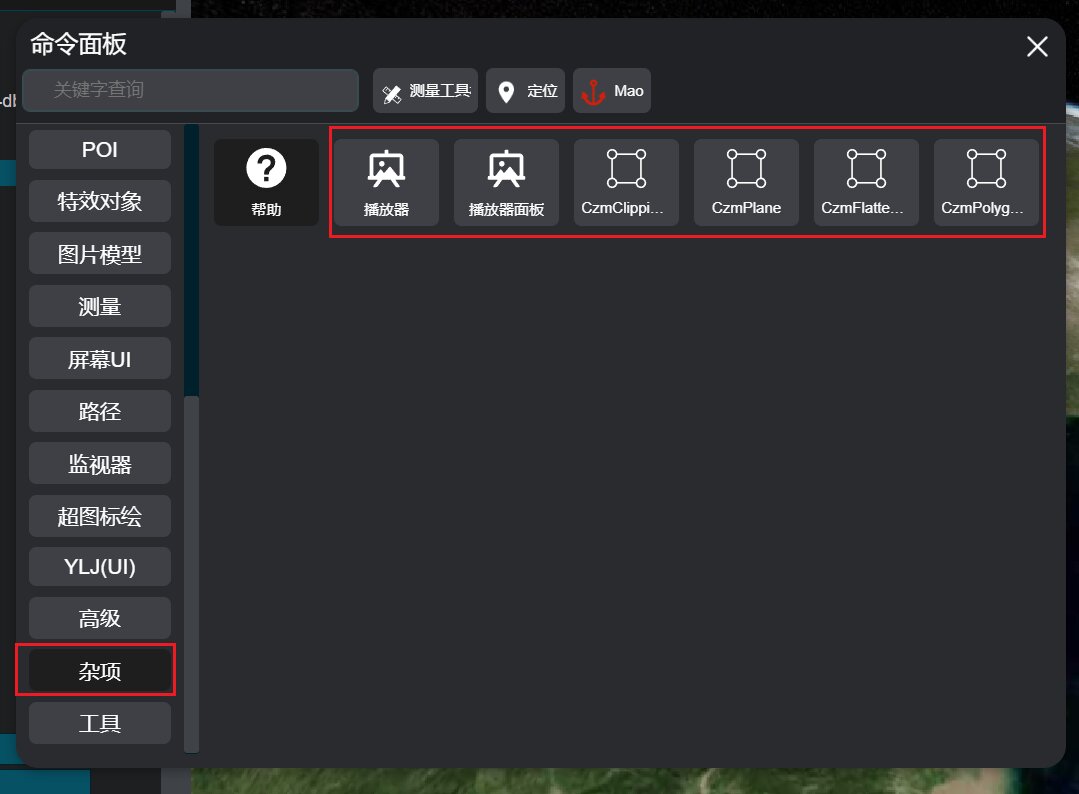 命令面板
关键字查询
测量工具
定位
Mao
-db
POI
特效对象
图片模型
测量
屏幕UI
路径
监视器
超图标绘
YLJ(UI)
高级
杂项
工具
帮助
播放器
播放器面板
CzmClippi...
CzmPlane
CzmFlatte...
CzmPolyg...